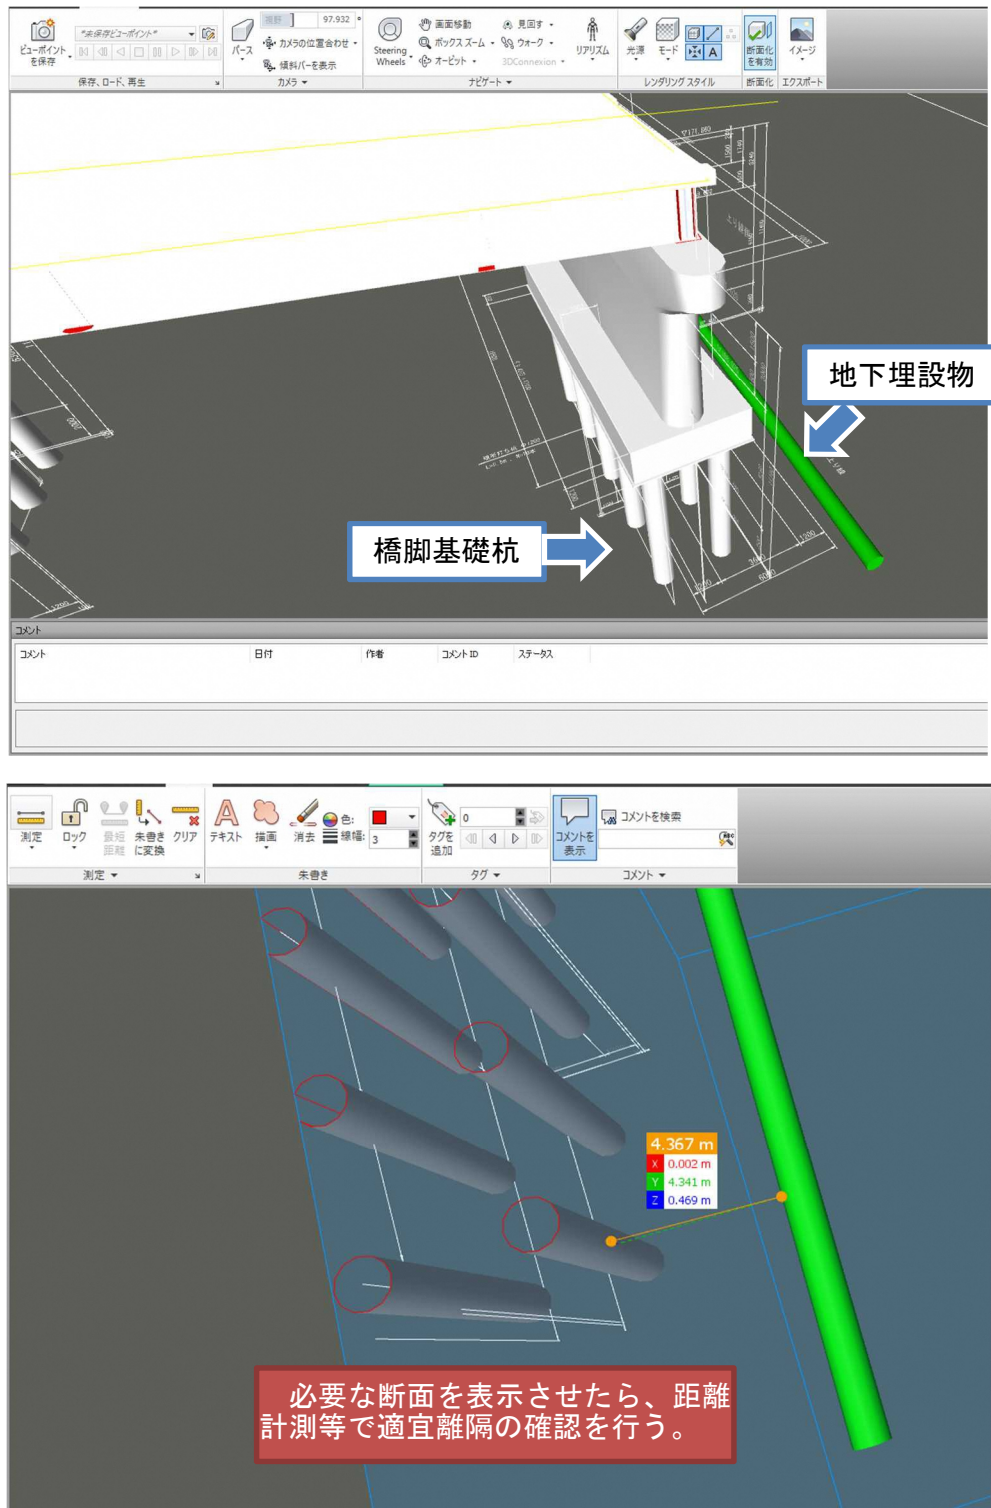 視野 97.932 °
*未保存ビューポイント*
ビューポイントを保存
パース
カメラの位置合わせ
傾斜バーを表示
Steering Wheels
画面移動
ボックス ズーム
オービット
見回す
ウォーク
3DConnexion
リアリズム
光源
モード
A
断面化を有効
イメージ
保存、ロード、再生
カメラ
ナビゲート
レンダリング スタイル
断面化
エクスポート
地下埋設物
上り線
橋脚基礎杭
1200
3600
1200
6000
コメント
コメント 日付 作者 コメント ID ステータス
測定
ロック
最短距離
朱書きに変換
クリア
テキスト
描画
消去
色:
線幅: 3
タグを追加
0
コメントを表示
コメントを検索
測定
朱書き
タグ
コメント
4.367 m
X 0.002 m
Y 4.341 m
Z 0.469 m
必要な断面を表示させたら、距離
計測等で適宜離隔の確認を行う。